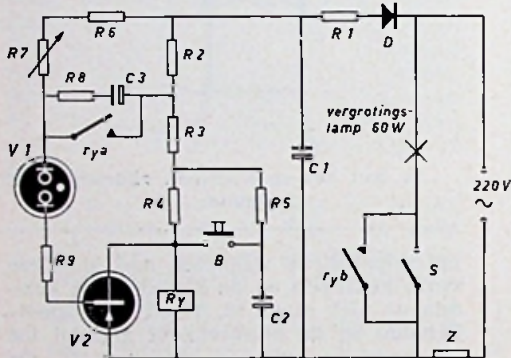 R6
R7
R2
R1
D
R8
C3
R3
rya
V1
vergrotings-
lamp 60W
C1
220V
~
R4
R5
B
ryb
S
R9
Ry
C2
V2
Z